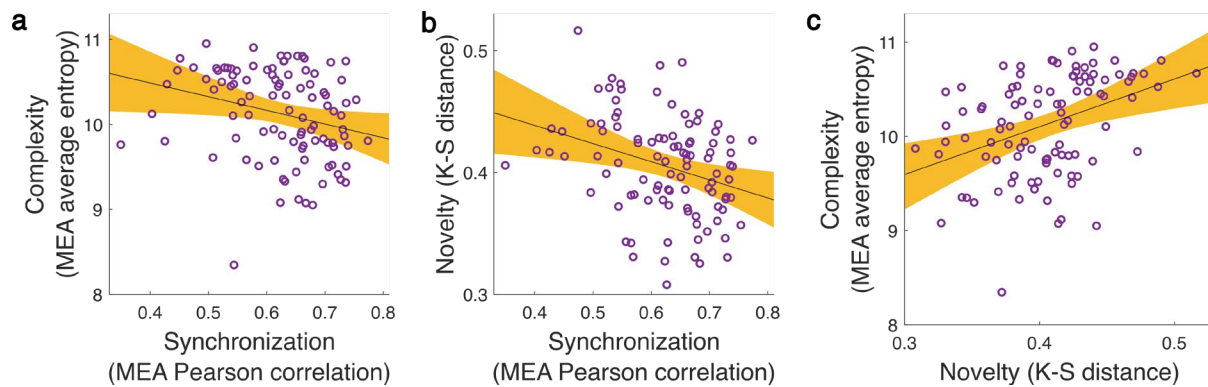 a
Complexity
(MEA average entropy)
11
10
9
8
0.4 0.5 0.6 0.7 0.8
Synchronization
(MEA Pearson correlation)
b
Novelty (K-S distance)
0.5
0.4
0.3
0.4 0.5 0.6 0.7 0.8
Synchronization
(MEA Pearson correlation)
c
Complexity
(MEA average entropy)
11
10
9
8
0.3 0.4 0.5
Novelty (K-S distance)